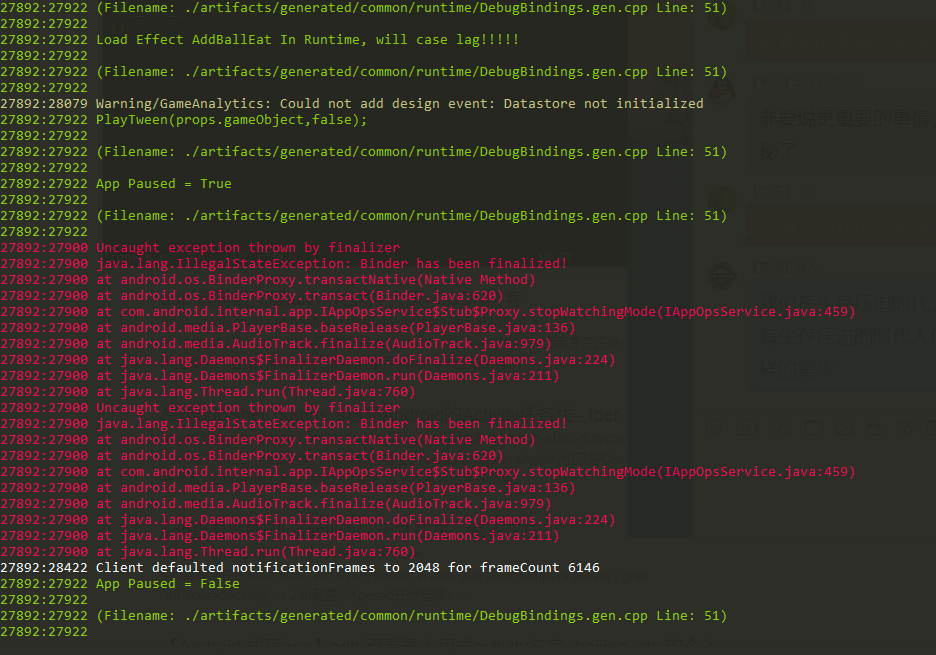 27892:27922 (Filename: ./artifacts/generated/common/runtime/DebugBindings.gen.cpp Line: 51)
27892:27922
27892:27922 Load Effect AddBallEat In Runtime, will case lag!!!!!
27892:27922
27892:27922 (Filename: ./artifacts/generated/common/runtime/DebugBindings.gen.cpp Line: 51)
27892:27922
27892:28079 Warning/GameAnalytics: Could not add design event: Datastore not initialized
27892:27922 PlayTween(props.gameObject,false);
27892:27922
27892:27922 (Filename: ./artifacts/generated/common/runtime/DebugBindings.gen.cpp Line: 51)
27892:27922
27892:27922 App Paused = True
27892:27922
27892:27922 (Filename: ./artifacts/generated/common/runtime/DebugBindings.gen.cpp Line: 51)
27892:27922
27892:27900 Uncaught exception thrown by finalizer
27892:27900 java.lang.IllegalStateException: Binder has been finalized!
27892:27900 at android.os.BinderProxy.transactNative(Native Method)
27892:27900 at android.os.BinderProxy.transact(Binder.java:620)
27892:27900 at com.android.internal.app.IAppOpsService$Stub$Proxy.stopWatchingMode(IAppOpsService.java:459)
27892:27900 at android.media.PlayerBase.baseRelease(PlayerBase.java:136)
27892:27900 at android.media.AudioTrack.finalize(AudioTrack.java:979)
27892:27900 at java.lang.Daemons$FinalizerDaemon.doFinalize(Daemons.java:224)
27892:27900 at java.lang.Daemons$FinalizerDaemon.run(Daemons.java:211)
27892:27900 at java.lang.Thread.run(Thread.java:760)
27892:27900 Uncaught exception thrown by finalizer
27892:27900 java.lang.IllegalStateException: Binder has been finalized!
27892:27900 at android.os.BinderProxy.transactNative(Native Method)
27892:27900 at android.os.BinderProxy.transact(Binder.java:620)
27892:27900 at com.android.internal.app.IAppOpsService$Stub$Proxy.stopWatchingMode(IAppOpsService.java:459)
27892:27900 at android.media.PlayerBase.baseRelease(PlayerBase.java:136)
27892:27900 at android.media.AudioTrack.finalize(AudioTrack.java:979)
27892:27900 at java.lang.Daemons$FinalizerDaemon.doFinalize(Daemons.java:224)
27892:27900 at java.lang.Daemons$FinalizerDaemon.run(Daemons.java:211)
27892:27900 at java.lang.Thread.run(Thread.java:760)
27892:28422 Client defaulted notificationFrames to 2048 for frameCount 6146
27892:27922 App Paused = False
27892:27922
27892:27922 (Filename: ./artifacts/generated/common/runtime/DebugBindings.gen.cpp Line: 51)
27892:27922